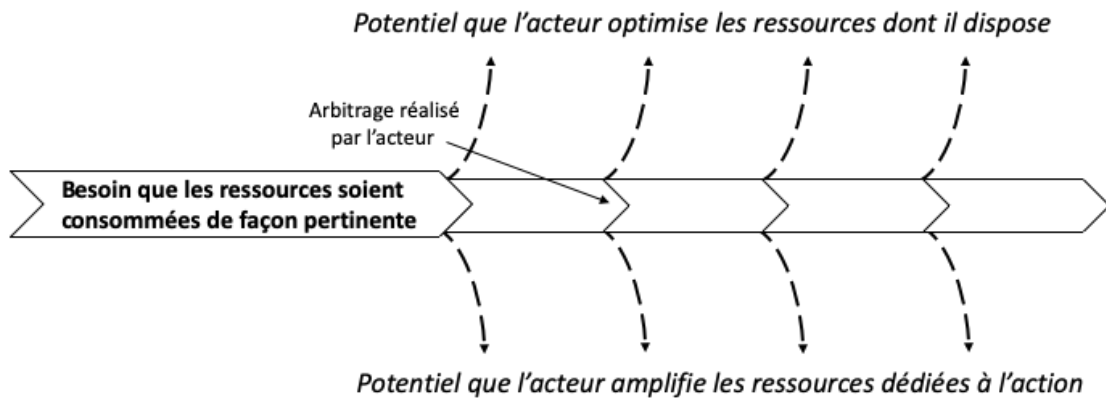 Potentiel que l’acteur optimise les ressources dont il dispose
Arbitrage réalisé
par l’acteur
Besoin que les ressources soient
consommées de façon pertinente
Potentiel que l’acteur amplifie les ressources dédiées à l’action